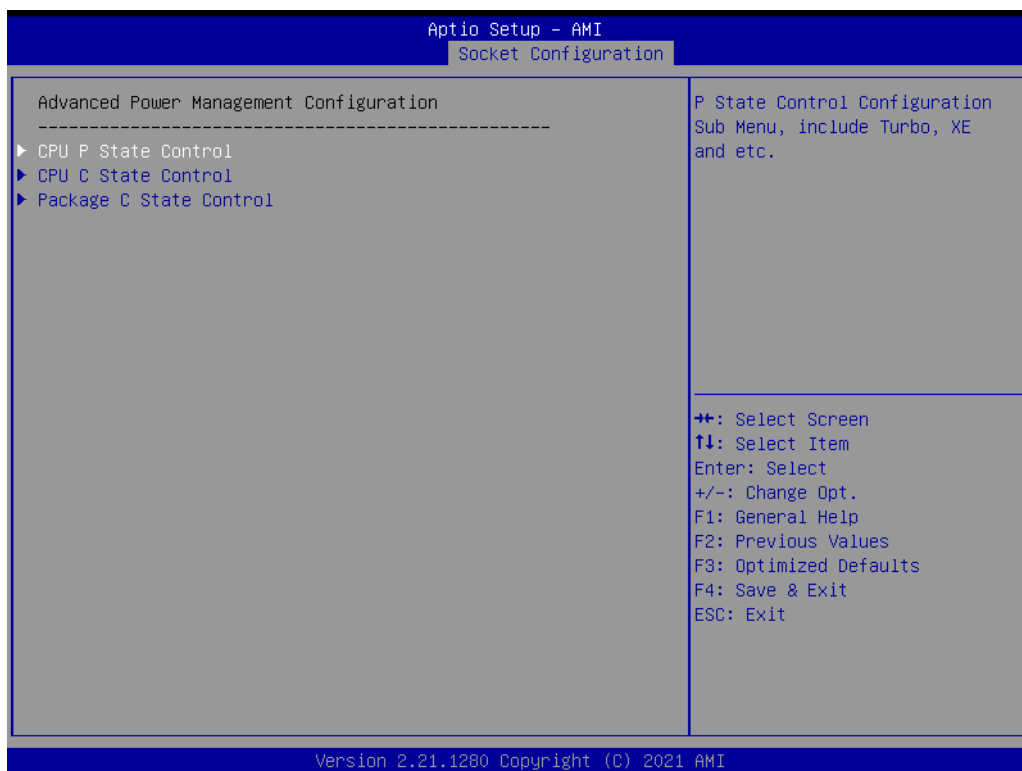 Aptio Setup – AMI
Socket Configuration
Advanced Power Management Configuration
--------------------------------------------------
CPU P State Control
CPU C State Control
Package C State Control
P State Control Configuration
Sub Menu, include Turbo, XE
and etc.
→←: Select Screen
↑↓: Select Item
Enter: Select
+/-: Change Opt.
F1: General Help
F2: Previous Values
F3: Optimized Defaults
F4: Save & Exit
ESC: Exit
Version 2.21.1280 Copyright (C) 2021 AMI